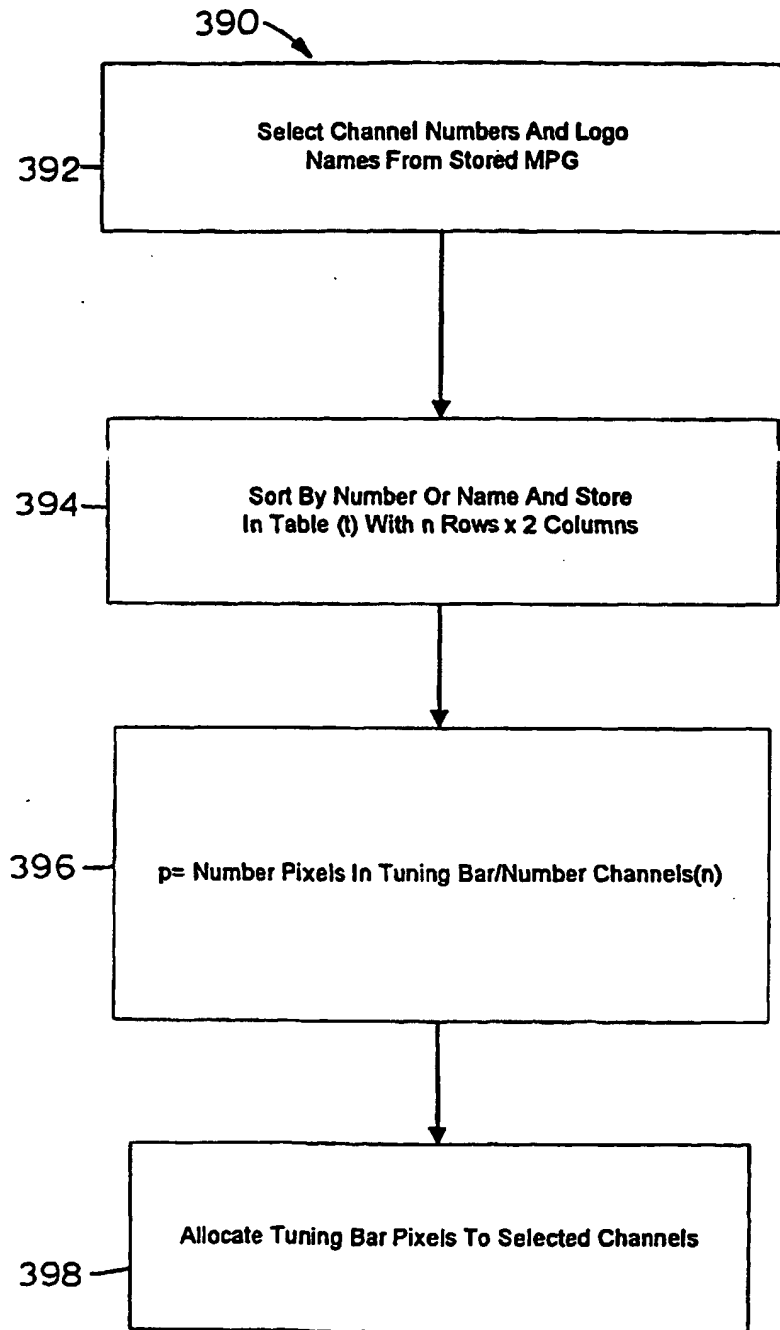 390
Select Channel Numbers And Logo
Names From Stored MPG
392
Sort By Number Or Name And Store
In Table (t) With n Rows x 2 Columns
394
p= Number Pixels In Tuning Bar/Number Channels(n)
396
Allocate Tuning Bar Pixels To Selected Channels
398